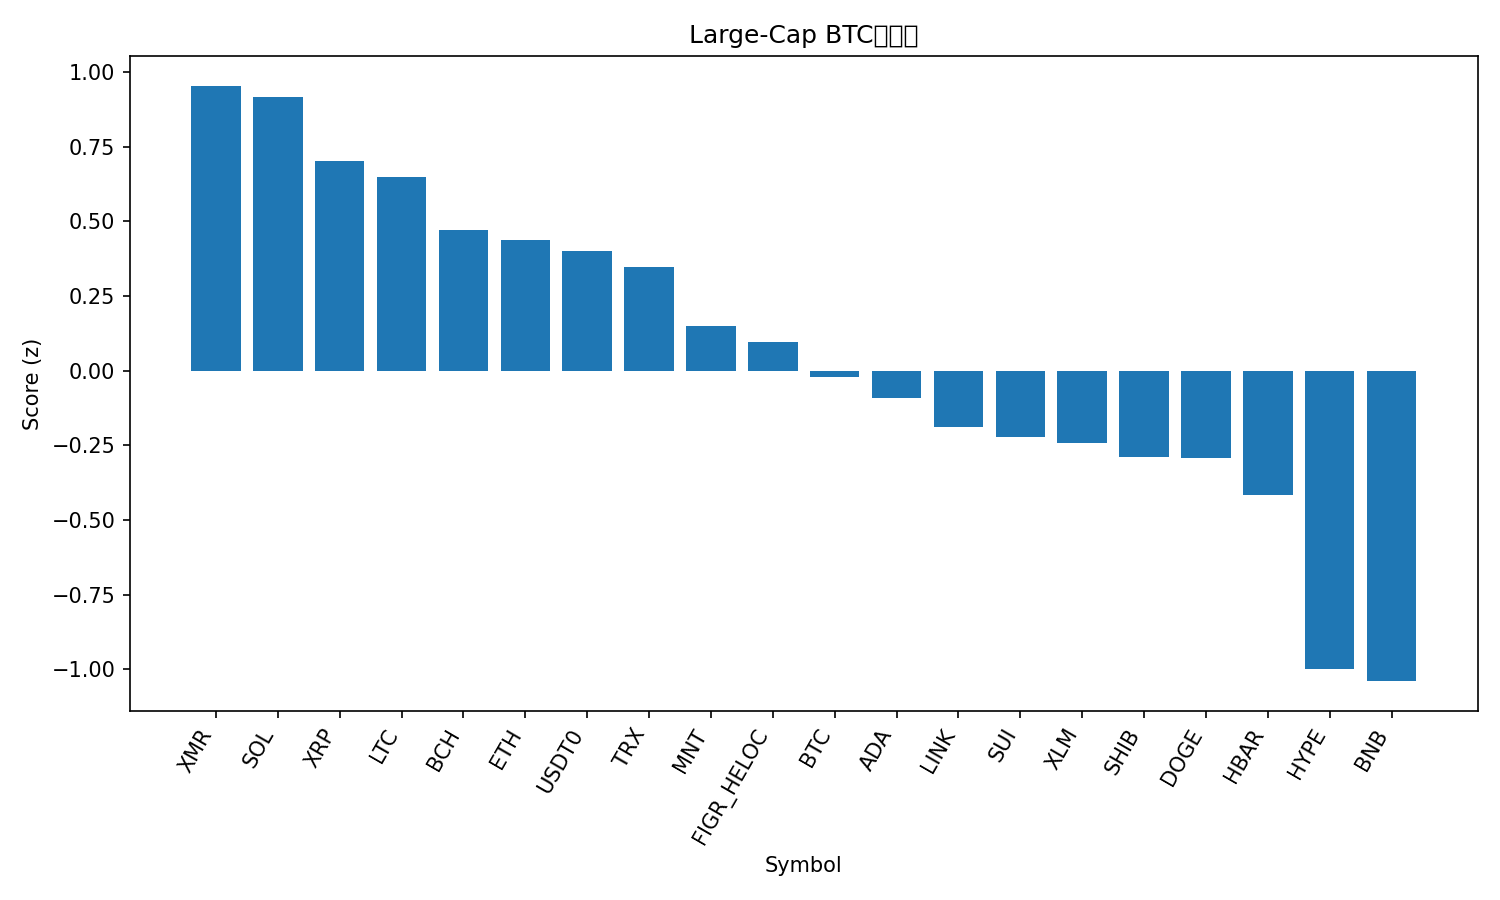 Large-Cap BTC
1.00
0.75
0.50
0.25
0.00
−0.25
−0.50
−0.75
−1.00
Score (z)
XMR
SOL
XRP
LTC
BCH
ETH
USDT0
TRX
MNT
FIGR_HELOC
BTC
ADA
LINK
SUI
XLM
SHIB
DOGE
HBAR
HYPE
BNB
Symbol